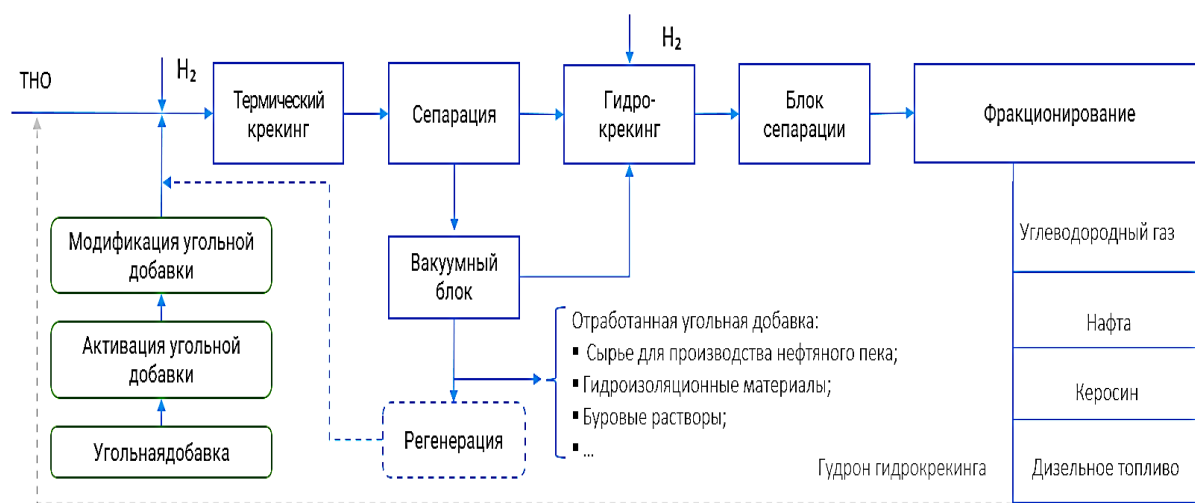 ТНО
H₂
H₂
Термический
крекинг
Сепарация
Гидро-
крекинг
Блок
сепарации
Фракционирование
Модификация угольной
добавки
Активация угольной
добавки
Угольнаядобавка
Вакуумный
блок
Регенерация
Отработанная угольная добавка:
▪ Сырье для производства нефтяного пека;
▪ Гидроизоляционные материалы;
▪ Буровые растворы;
▪ ...
Углеводородный газ
Нафта
Керосин
Гудрон гидрокрекинга
Дизельное топливо